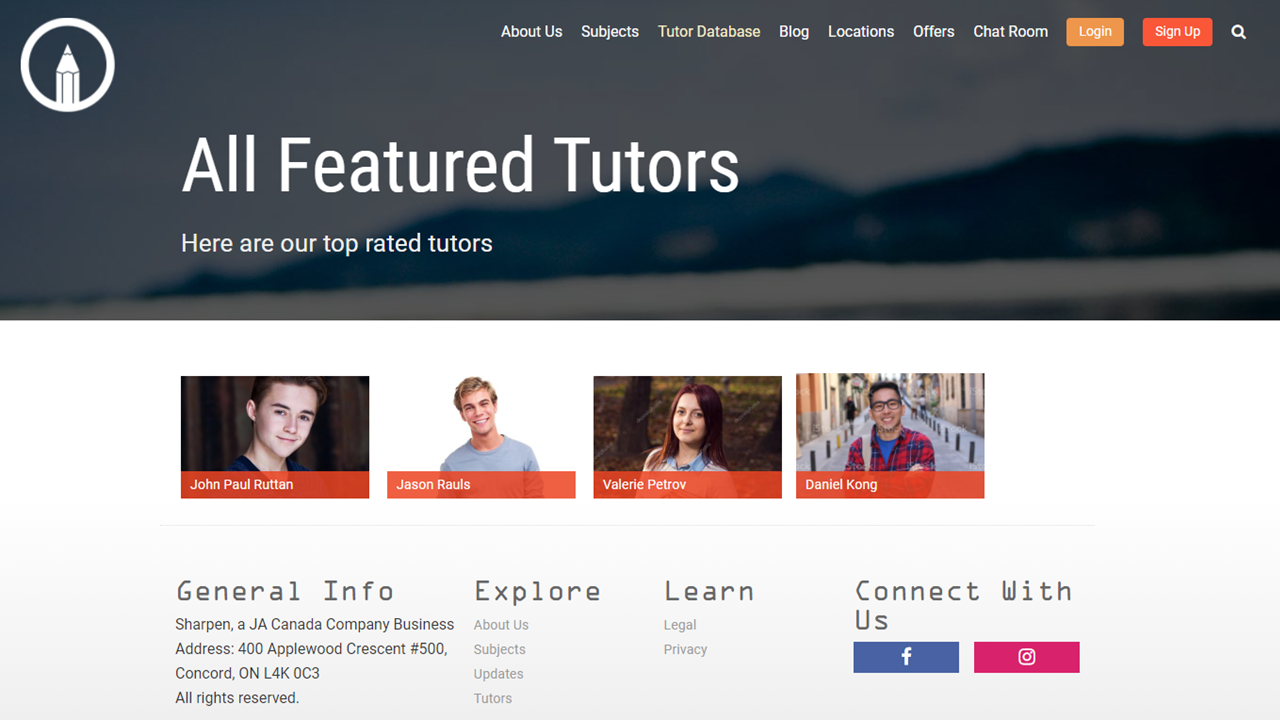 About Us Subjects Tutor Database Blog Locations Offers Chat Room Login Sign Up
All Featured Tutors
Here are our top rated tutors
John Paul Ruttan
Jason Rauls
Valerie Petrov
Daniel Kong
General Info
Sharpen, a JA Canada Company Business
Address: 400 Applewood Crescent #500,
Concord, ON L4K 0C3
All rights reserved.
Explore
About Us
Subjects
Updates
Tutors
Learn
Legal
Privacy
Connect With
Us